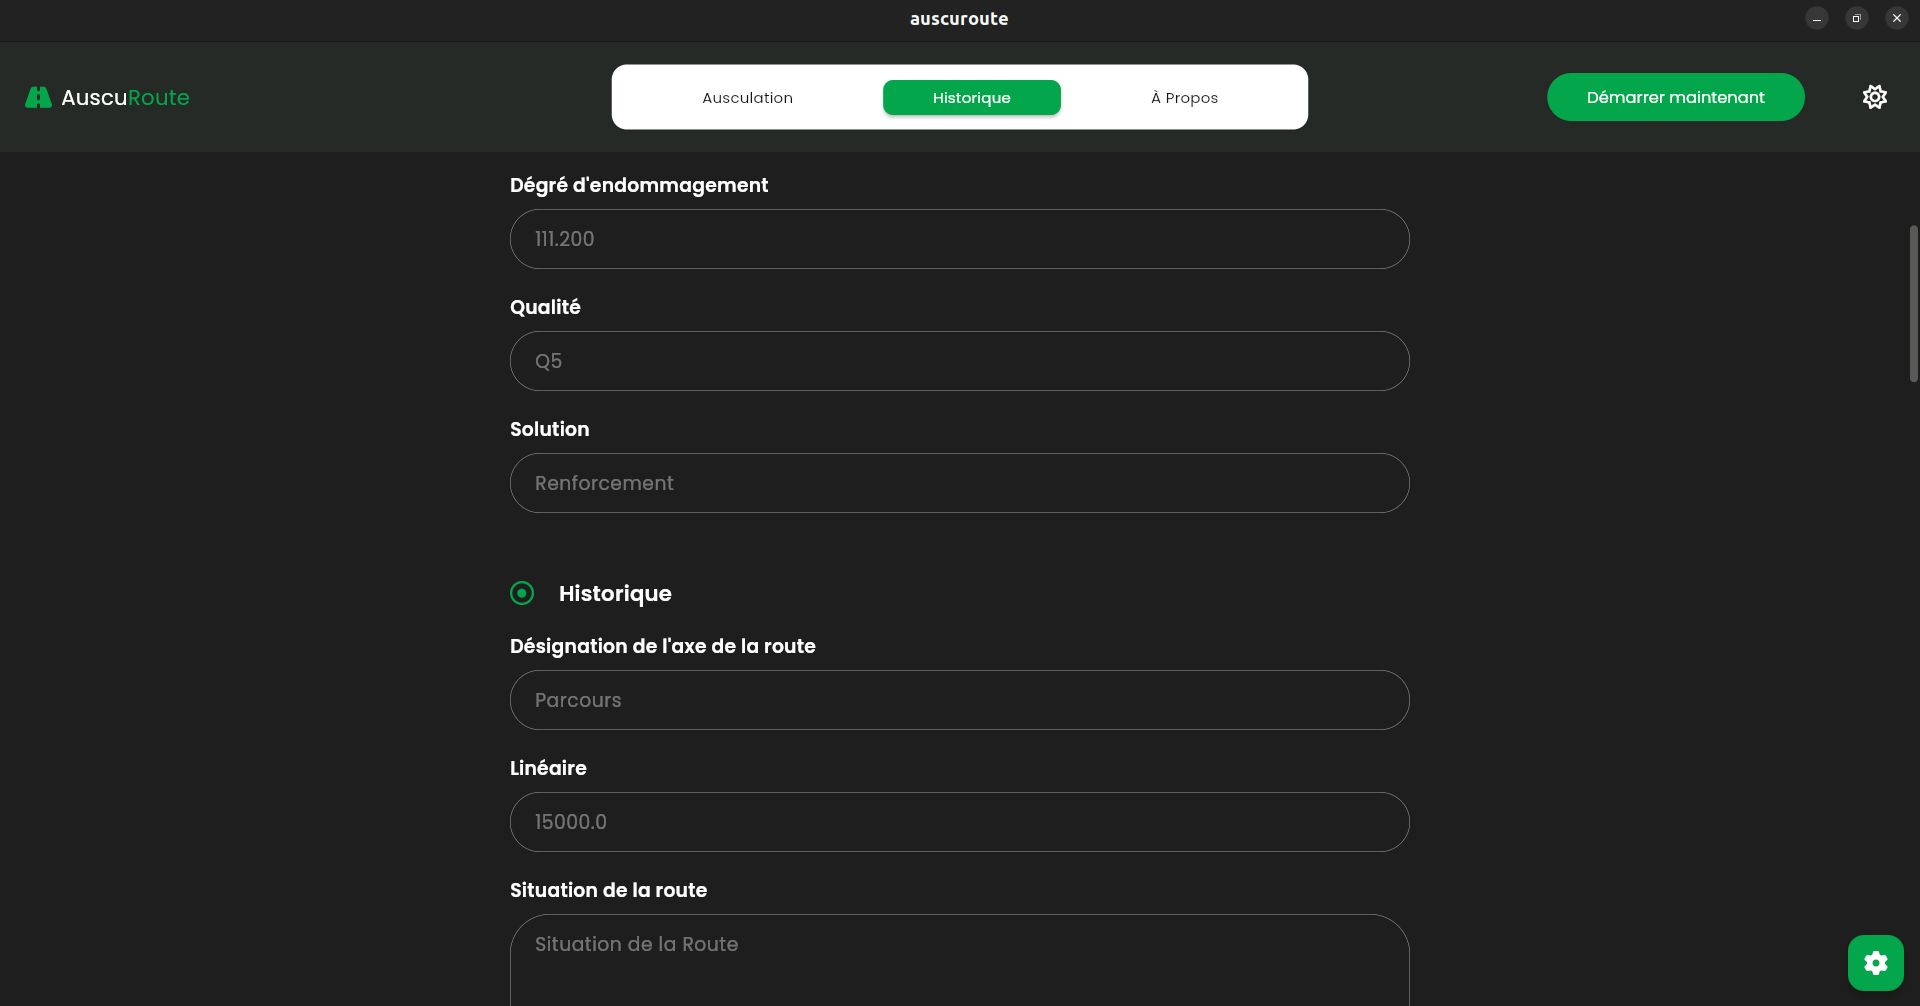 auscuroute
AuscuRoute
Ausculation
Historique
À Propos
Démarrer maintenant
Dégré d'endommagement
111.200
Qualité
Q5
Solution
Renforcement
Historique
Désignation de l'axe de la route
Parcours
Linéaire
15000.0
Situation de la route
Situation de la Route